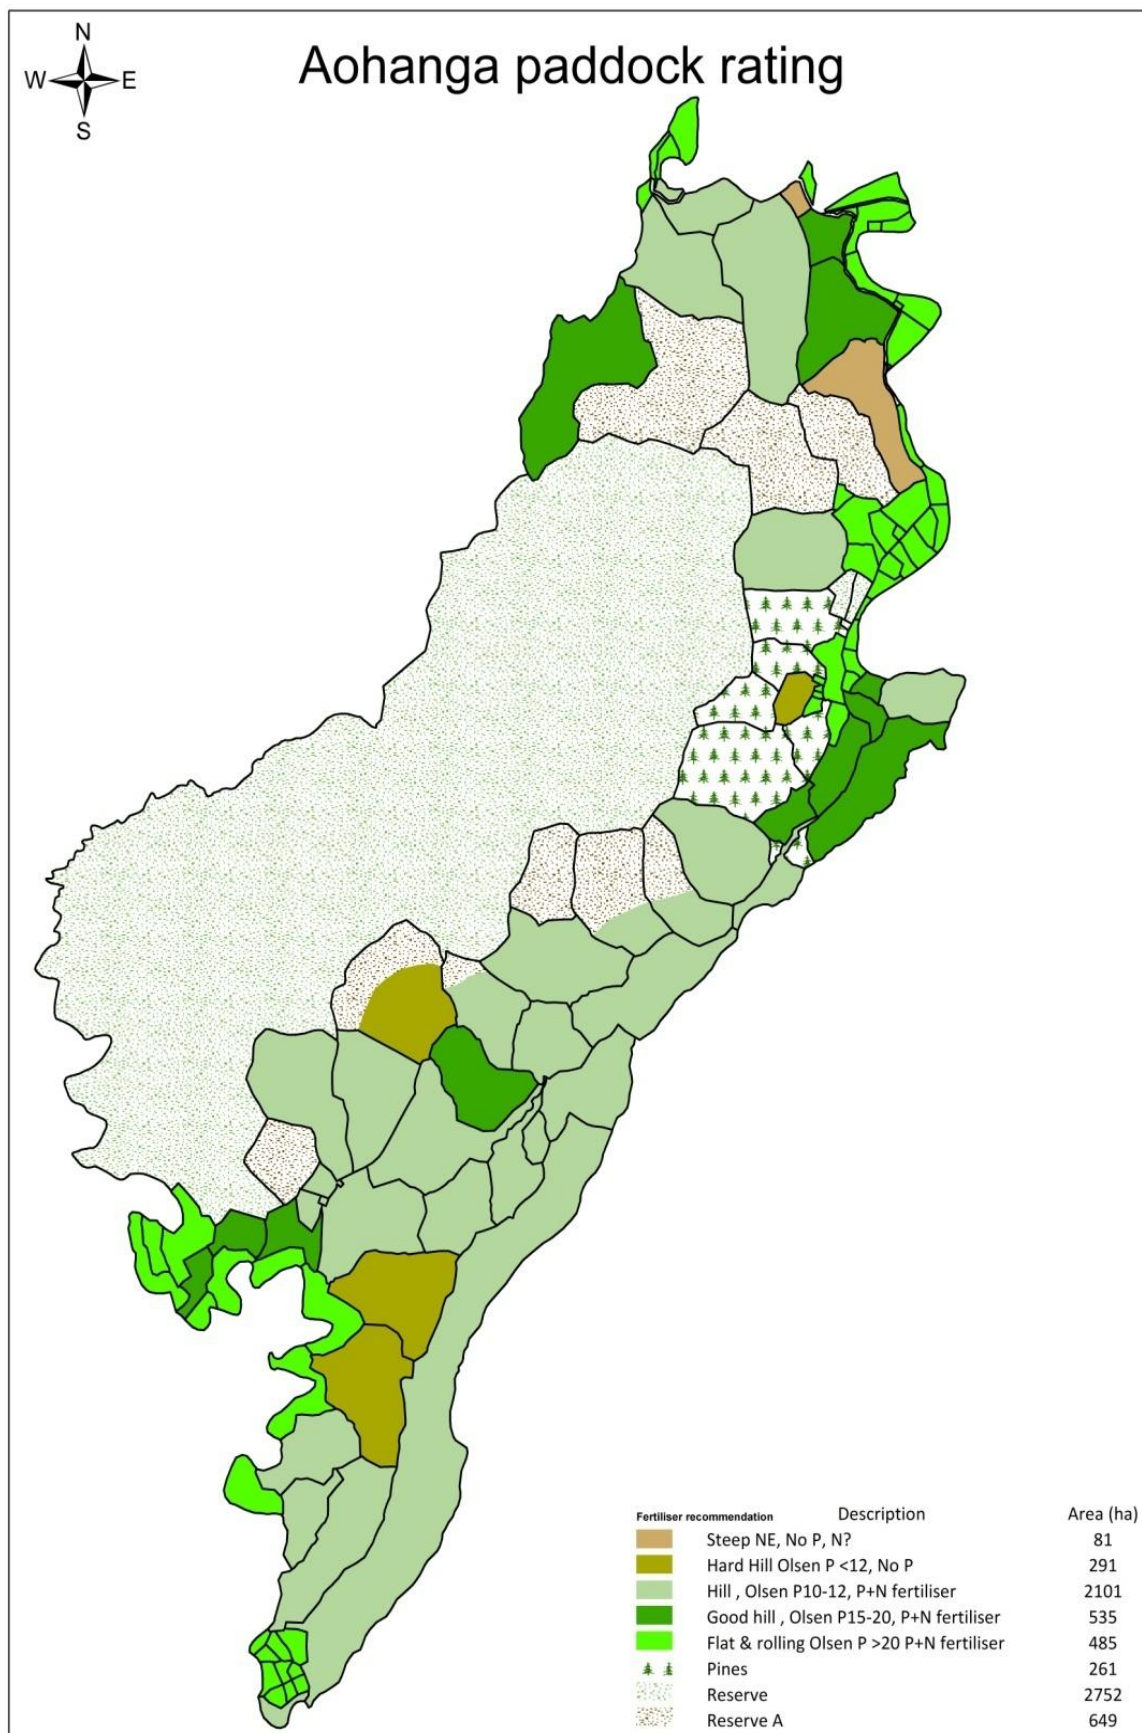 N
Aohanga paddock rating
W E
S
Fertiliser recommendation Description Area (ha)
Steep NE, No P, N? 81
Hard Hill Olsen P <12, No P 291
Hill , Olsen P10-12, P+N fertiliser 2101
Good hill , Olsen P15-20, P+N fertiliser 535
Flat & rolling Olsen P >20 P+N fertiliser 485
Pines 261
Reserve 2752
Reserve A 649